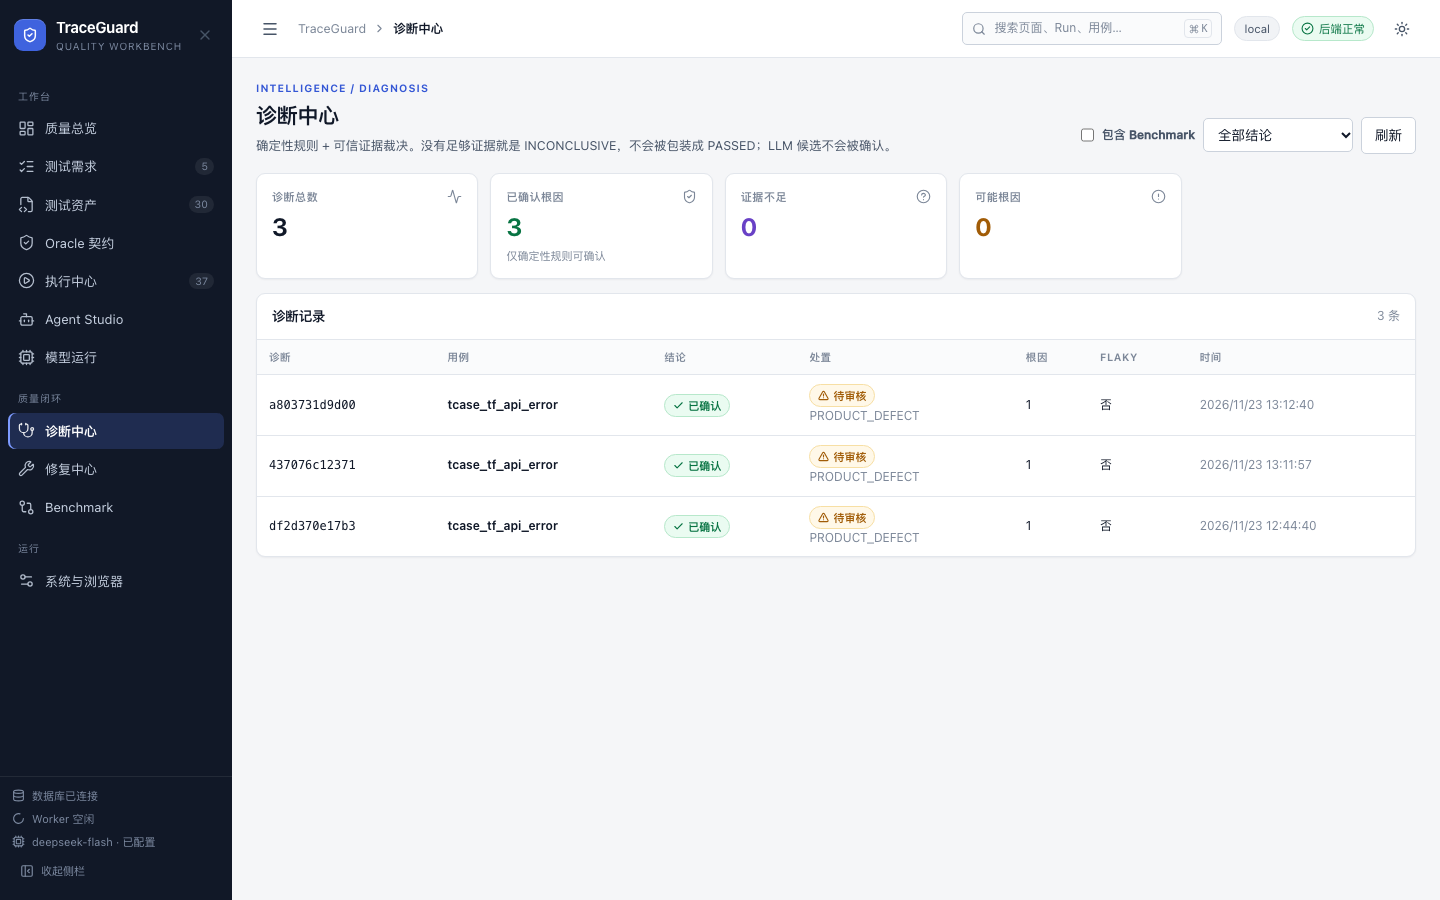 TraceGuard
QUALITY WORKBENCH
工作台
质量总览
测试需求 5
测试资产 30
Oracle 契约
执行中心 37
Agent Studio
模型运行
质量闭环
诊断中心
修复中心
Benchmark
运行
系统与浏览器
数据库已连接
Worker 空闲
deepseek-flash · 已配置
收起侧栏
TraceGuard > 诊断中心
搜索页面、Run、用例... ⌘ K
local
后端正常
INTELLIGENCE / DIAGNOSIS
诊断中心
确定性规则 + 可信证据裁决。没有足够证据就是 INCONCLUSIVE，不会被包装成 PASSED；LLM 候选不会被确认。
包含 Benchmark
全部结论
刷新
诊断总数
3
已确认根因
3
仅确定性规则可确认
证据不足
0
可能根因
0
诊断记录 3 条
诊断 用例 结论 处置 根因 FLAKY 时间
a803731d9d00 tcase_tf_api_error 已确认 待审核 PRODUCT_DEFECT 1 否 2026/11/23 13:12:40
437076c12371 tcase_tf_api_error 已确认 待审核 PRODUCT_DEFECT 1 否 2026/11/23 13:11:57
df2d370e17b3 tcase_tf_api_error 已确认 待审核 PRODUCT_DEFECT 1 否 2026/11/23 12:44:40